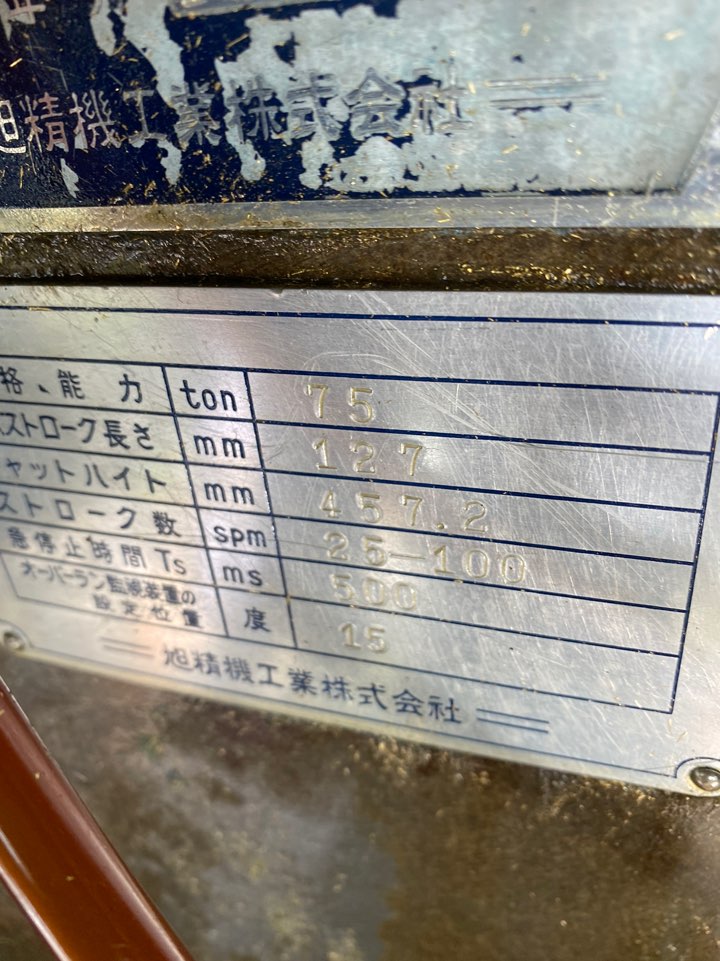 旭精機工業株式会社
格、能力 ton 75
ストローク長さ mm 127
ャットハイト mm 457.2
ストローク数 spm 25-100
急停止時間 Ts ms 500
オーバーラン監視装置の
設定位置 度 15
旭精機工業株式会社